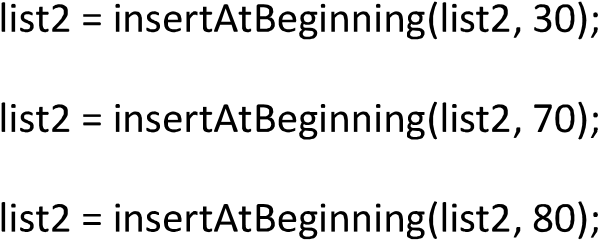 list2 = insertAtBeginning(list2, 30);
list2 = insertAtBeginning(list2, 70);
list2 = insertAtBeginning(list2, 80);